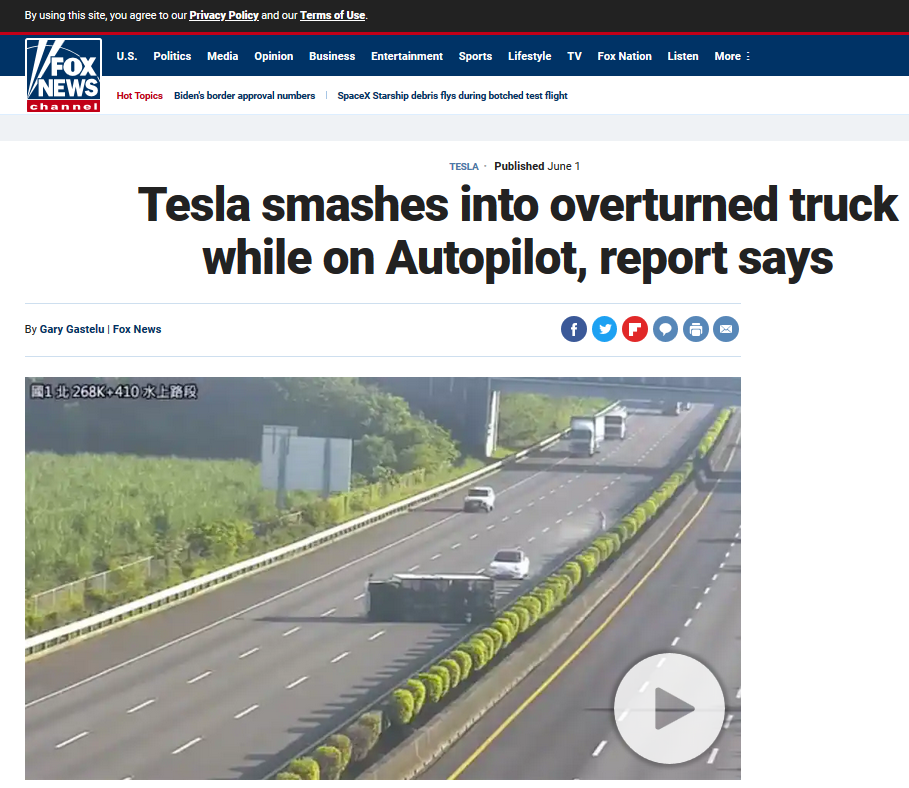 By using this site, you agree to our Privacy Policy and our Terms of Use.
FOX
NEWS
channel
U.S. Politics Media Opinion Business Entertainment Sports Lifestyle TV Fox Nation Listen More
Hot Topics Biden's border approval numbers SpaceX Starship debris flys during botched test flight
TESLA · Published June 1
Tesla smashes into overturned truck
while on Autopilot, report says
By Gary Gastelu | Fox News
國1 北 268K+410 水上路段